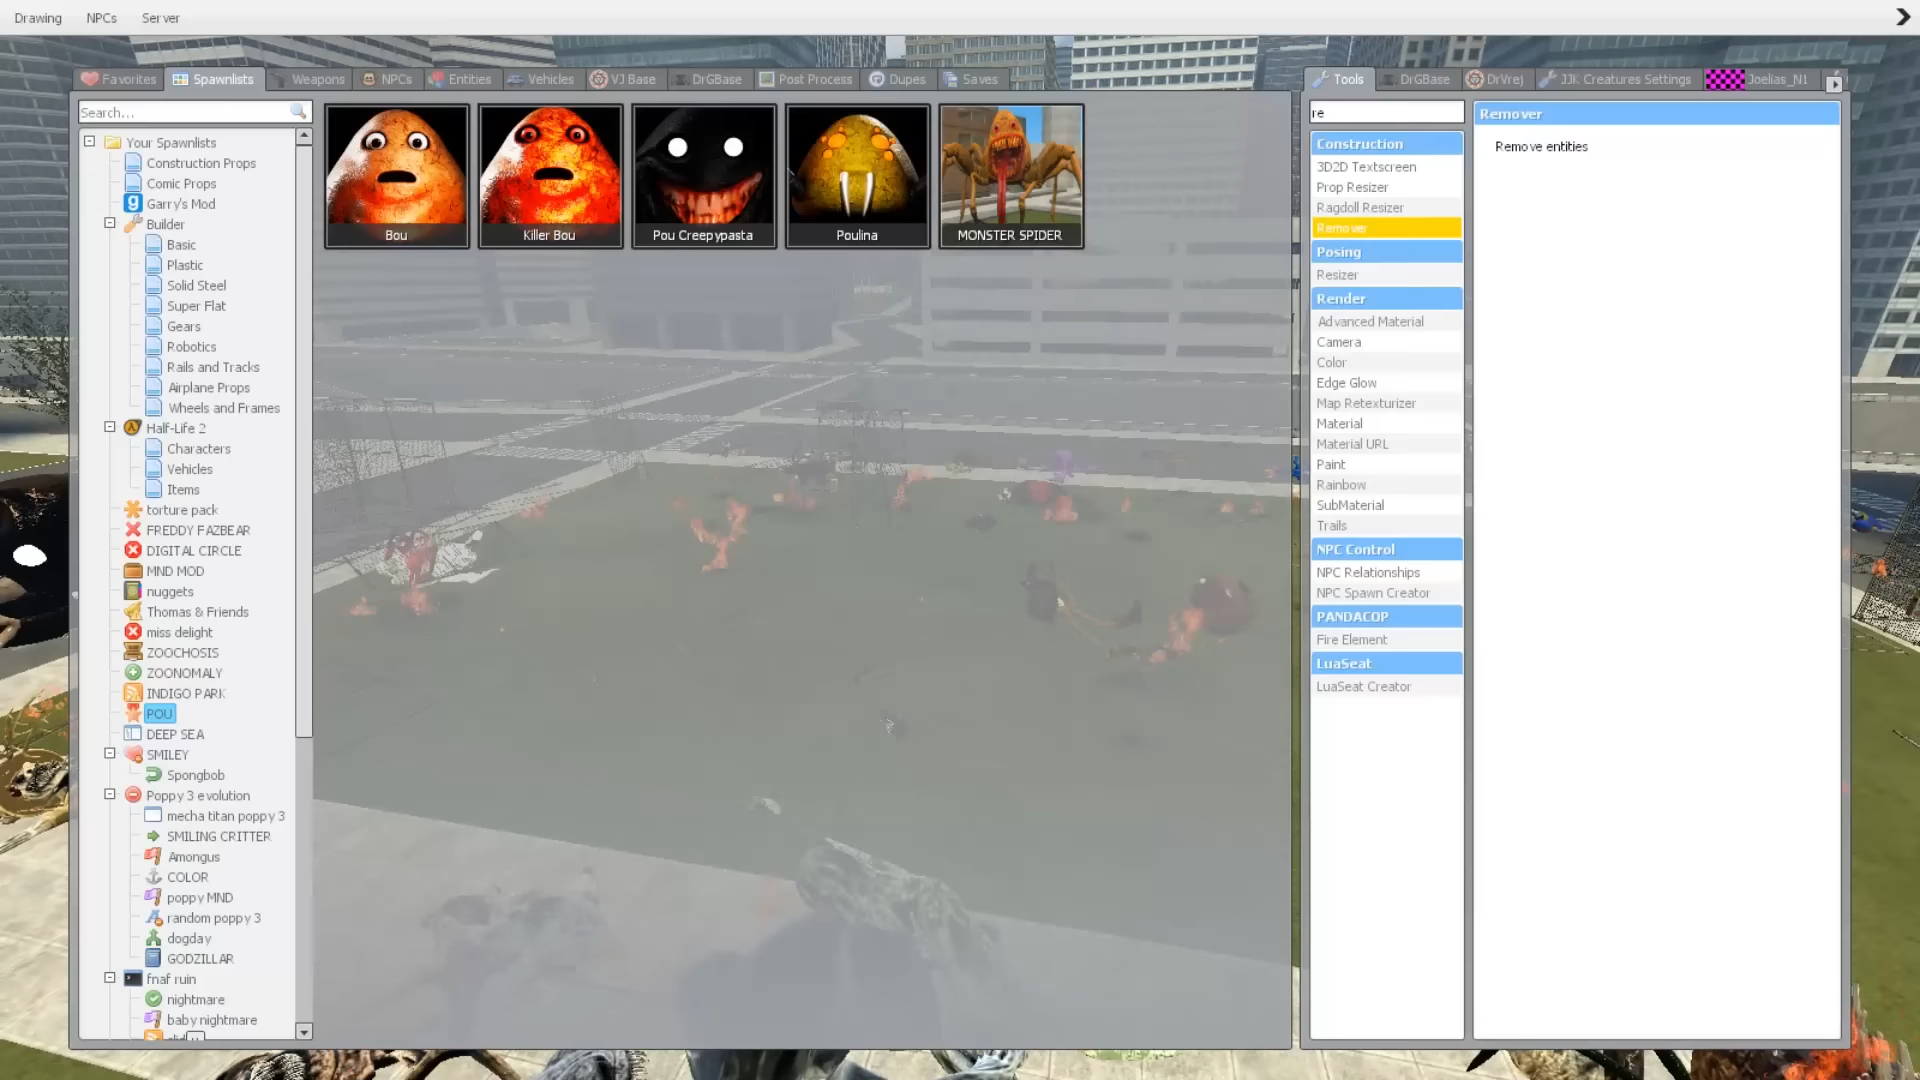 Drawing NPCs Server
Favorites Spawnlists Weapons NPCs Entities Vehicles VJ Base DrGBase Post Process Dupes Saves
Search...
Your Spawnlists
Construction Props
Comic Props
Garry's Mod
Builder
Basic
Plastic
Solid Steel
Super Flat
Gears
Robotics
Rails and Tracks
Airplane Props
Wheels and Frames
Half-Life 2
Characters
Vehicles
Items
torture pack
FREDDY FAZBEAR
DIGITAL CIRCLE
MND MOD
nuggets
Thomas & Friends
miss delight
ZOOCHOSIS
ZOONOMALY
INDIGO PARK
POU
DEEP SEA
SMILEY
Spongbob
Poppy 3 evolution
mecha titan poppy 3
SMILING CRITTER
Amongus
COLOR
poppy MND
random poppy 3
dogday
GODZILLAR
fnaf ruin
nightmare
baby nightmare
Bou
Killer Bou
Pou Creepypasta
Poulina
MONSTER SPIDER
Tools DrGBase DrVrej JJK Creatures Settings Joelias_N1
re
Construction
3D2D Textscreen
Prop Resizer
Ragdoll Resizer
Remover
Posing
Resizer
Render
Advanced Material
Camera
Color
Edge Glow
Map Retexturizer
Material
Material URL
Paint
Rainbow
SubMaterial
Trails
NPC Control
NPC Relationships
NPC Spawn Creator
PANDACOP
Fire Element
LuaSeat
LuaSeat Creator
Remover
Remove entities